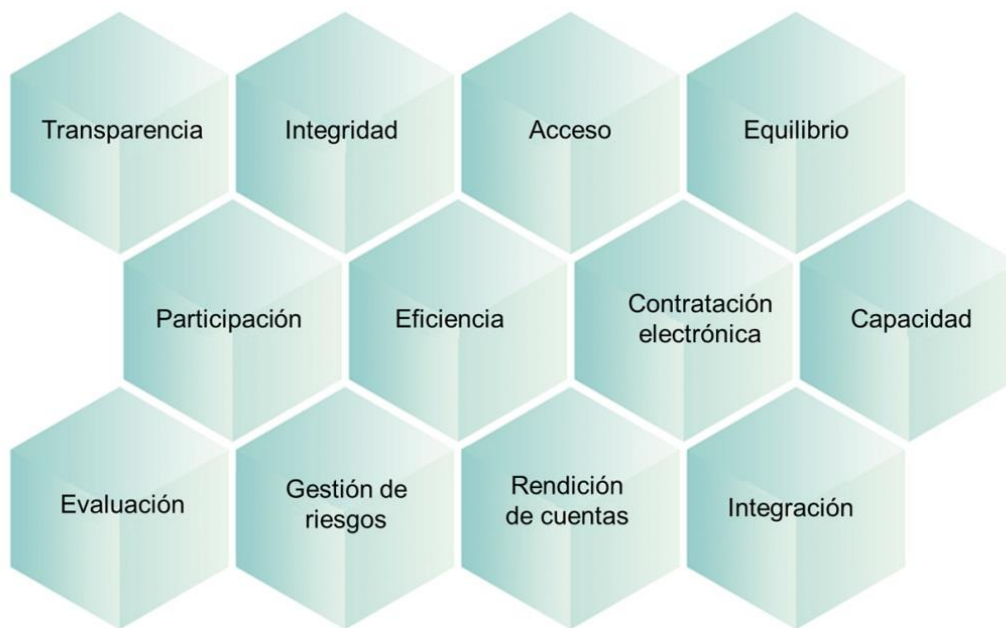 Transparencia
Integridad
Acceso
Equilibrio
Participación
Eficiencia
Contratación
electrónica
Capacidad
Evaluación
Gestión de
riesgos
Rendición
de cuentas
Integración